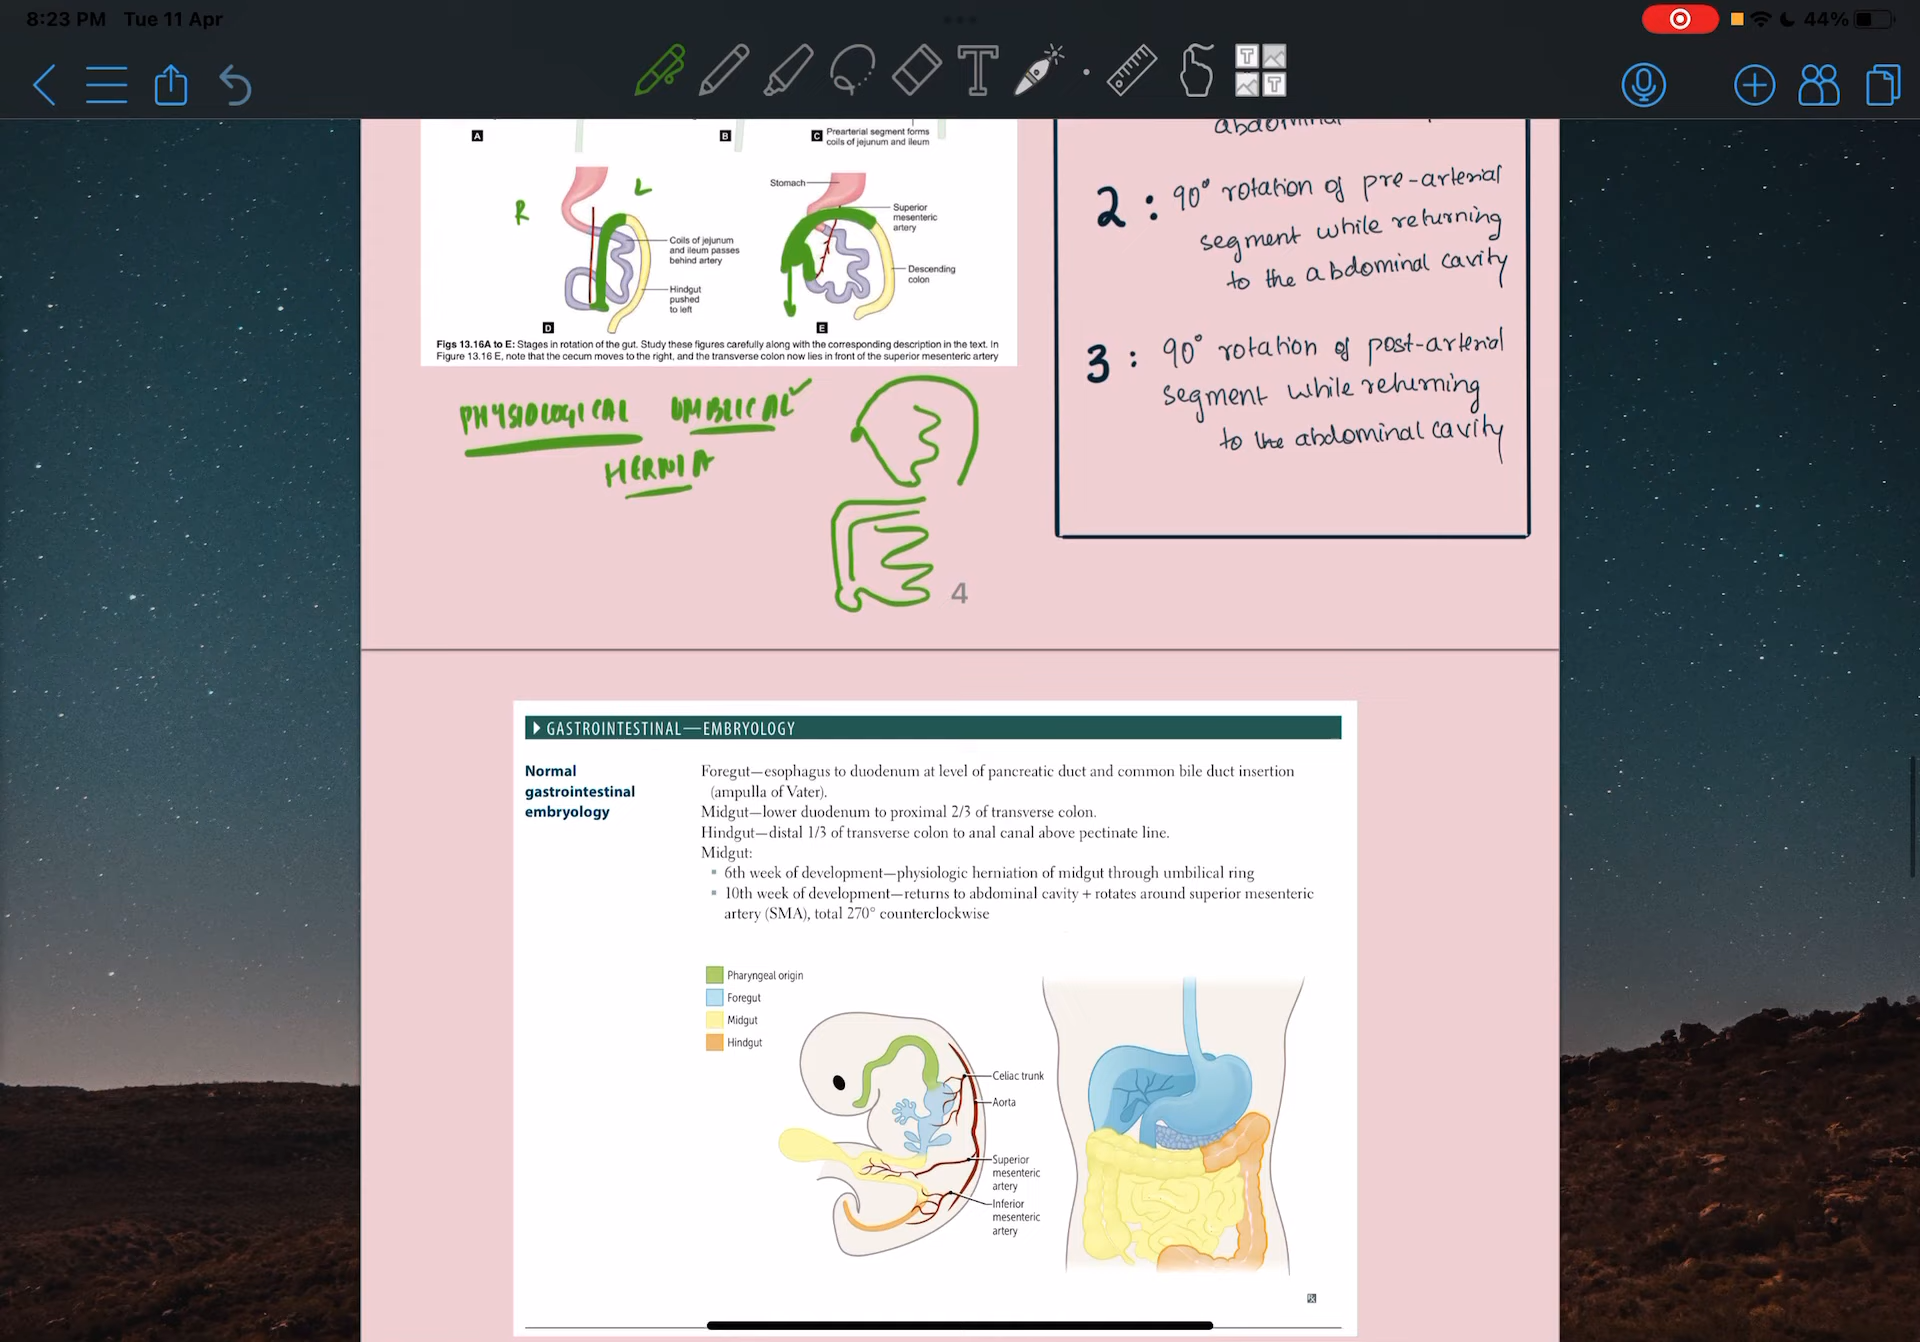 8:23 PM Tue 11 Apr
44%
A
B
C Prearterial segment forms
coils of jejunum and ileum
R
L
Coils of jejunum
and ileum passes
behind artery
Hindgut
pushed
to left
D
Stomach
Superior
mesenteric
artery
Descending
colon
E
Figs 13.16A to E: Stages in rotation of the gut. Study these figures carefully along with the corresponding description in the text. In
Figure 13.16 E, note that the cecum moves to the right, and the transverse colon now lies in front of the superior mesenteric artery
PHYSIOLOGICAL UMBLICAL
HERNIA
4
abdominal
2 : 90° rotation of pre-arterial
segment while returning
to the abdominal cavity
3 : 90° rotation of post-arterial
segment while returning
to the abdominal cavity
GASTROINTESTINAL—EMBRYOLOGY
Normal
gastrointestinal
embryology
Foregut—esophagus to duodenum at level of pancreatic duct and common bile duct insertion
(ampulla of Vater).
Midgut—lower duodenum to proximal 2/3 of transverse colon.
Hindgut—distal 1/3 of transverse colon to anal canal above pectinate line.
Midgut:
▪ 6th week of development—physiologic herniation of midgut through umbilical ring
▪ 10th week of development—returns to abdominal cavity + rotates around superior mesenteric
artery (SMA), total 270° counterclockwise
Pharyngeal origin
Foregut
Midgut
Hindgut
Celiac trunk
Aorta
Superior
mesenteric
artery
Inferior
mesenteric
artery